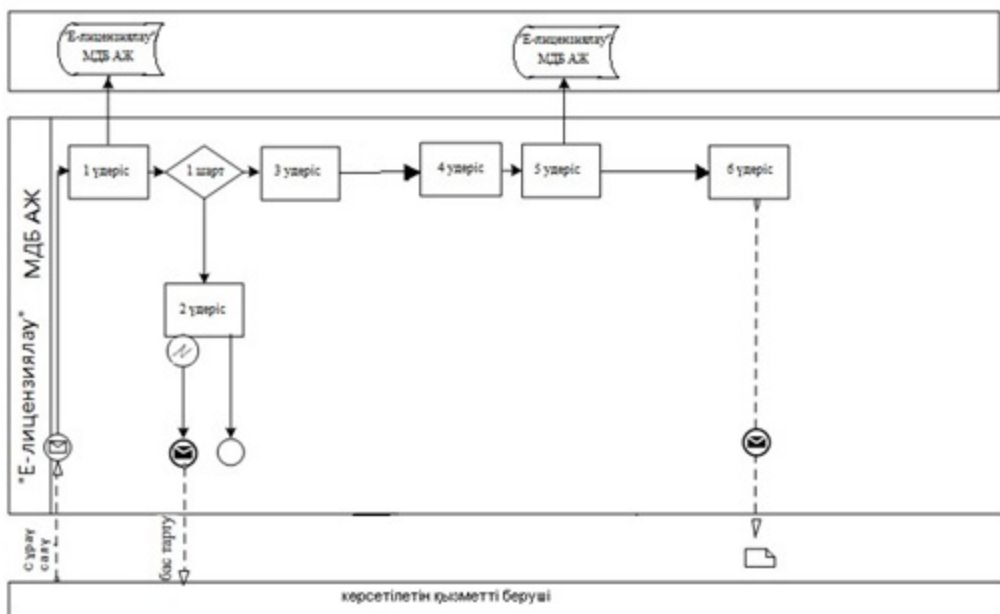 "Е-лицензиялау"
МДБ АЖ
"Е-лицензиялау"
МДБ АЖ
1 үдеріс
1 шарт
3 үдеріс
4 үдеріс
5 үдеріс
6 үдеріс
2 үдеріс
"Е-лицензиялау" МДБ АЖ
сұрау
салу
бас тарту
көрсетілетін қызметті беруші